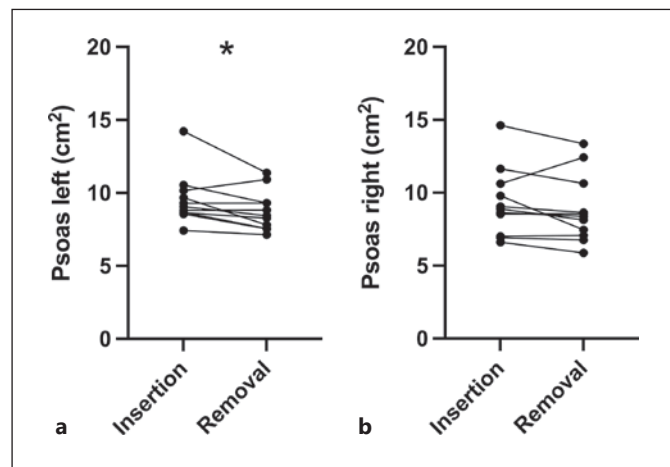 20
15
10
5
0
Psoas left (cm²)
*
Insertion
Removal
a
20
15
10
5
0
Psoas right (cm²)
Insertion
Removal
b